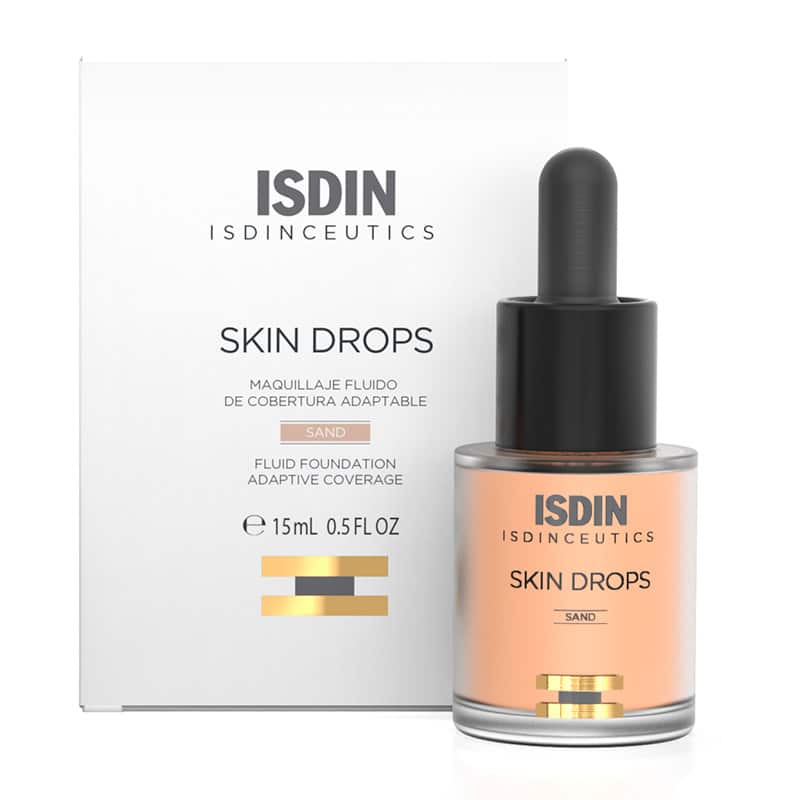 ISDIN
ISDINCEUTICS
SKIN DROPS
MAQUILLAJE FLUIDO
DE COBERTURA ADAPTABLE
SAND
FLUID FOUNDATION
ADAPTIVE COVERAGE
℮ 15mL 0.5 FL OZ
ISDIN
ISDINCEUTICS
SKIN DROPS
SAND